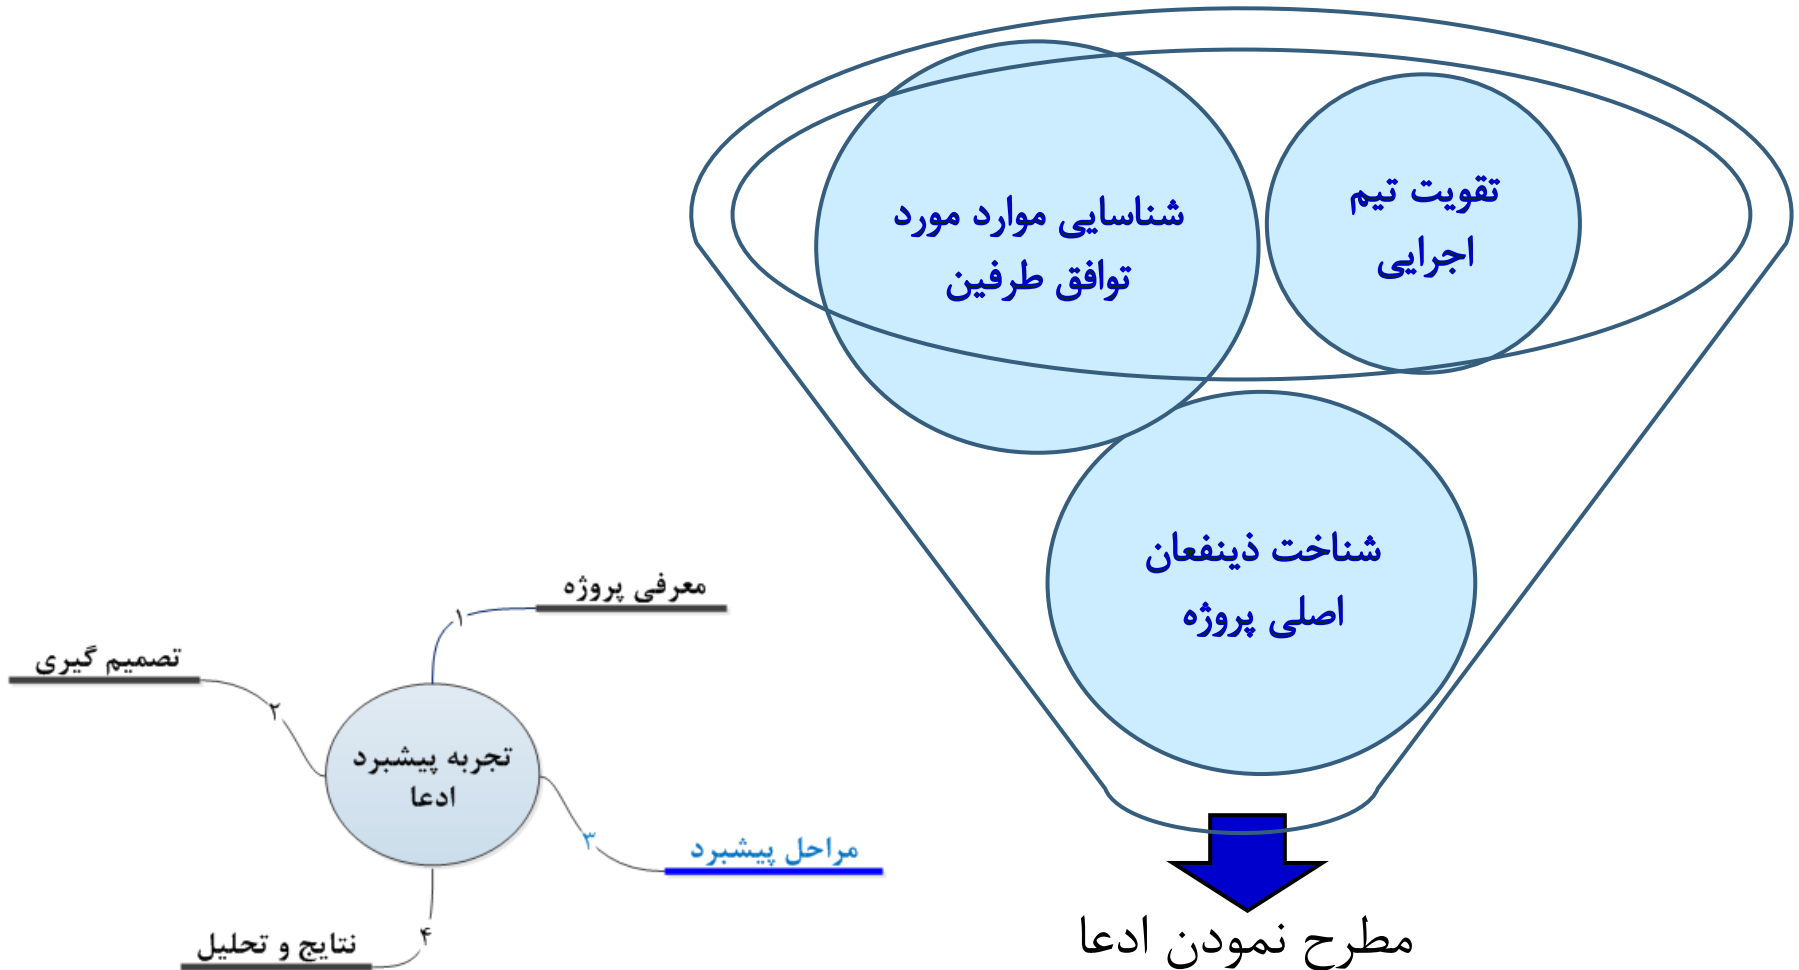 تقویت تیم
اجرایی
شناسایی موارد مورد
توافق طرفین
شناخت ذینفعان
اصلی پروژه
مطرح نمودن ادعا
تجربه پیشبرد
ادعا
۱
معرفی پروژه
۲
تصمیم گیری
۳
مراحل پیشبرد
۴
نتایج و تحلیل